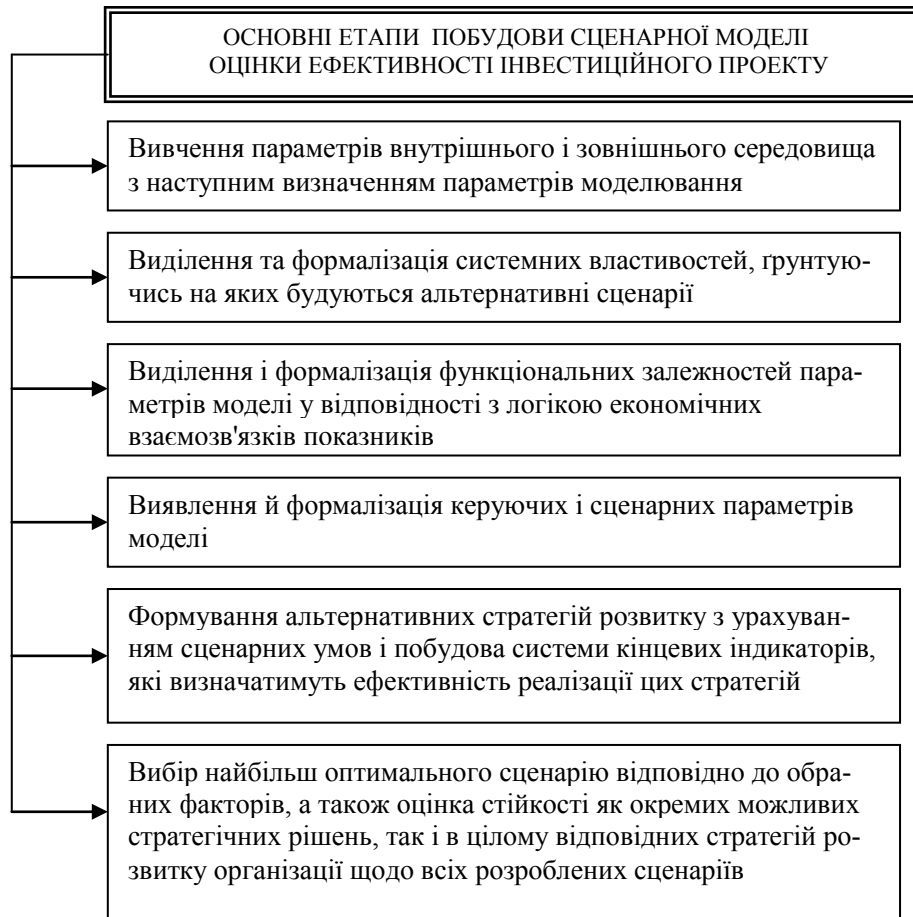 ОСНОВНІ ЕТАПИ ПОБУДОВИ СЦЕНАРНОЇ МОДЕЛІ
ОЦІНКИ ЕФЕКТИВНОСТІ ІНВЕСТИЦІЙНОГО ПРОЕКТУ
Вивчення параметрів внутрішнього і зовнішнього середовища
з наступним визначенням параметрів моделювання
Виділення та формалізація системних властивостей, ґрунтую-
чись на яких будуються альтернативні сценарії
Виділення і формалізація функціональних залежностей пара-
метрів моделі у відповідності з логікою економічних
взаємозв'язків показників
Виявлення й формалізація керуючих і сценарних параметрів
моделі
Формування альтернативних стратегій розвитку з урахуван-
ням сценарних умов і побудова системи кінцевих індикаторів,
які визначатимуть ефективність реалізації цих стратегій
Вибір найбільш оптимального сценарію відповідно до обра-
них факторів, а також оцінка стійкості як окремих можливих
стратегічних рішень, так і в цілому відповідних стратегій ро-
звитку організації щодо всіх розроблених сценаріїв